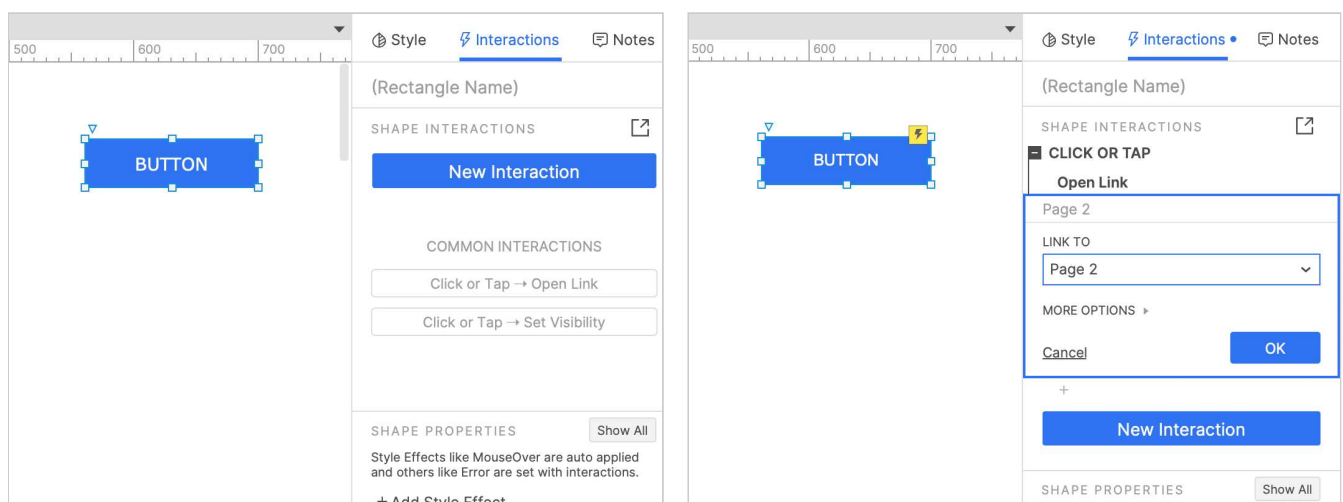 500 600 700
BUTTON
Style Interactions Notes
(Rectangle Name)
SHAPE INTERACTIONS
New Interaction
COMMON INTERACTIONS
Click or Tap → Open Link
Click or Tap → Set Visibility
SHAPE PROPERTIES Show All
Style Effects like MouseOver are auto applied
and others like Error are set with interactions.
+ Add Style Effect
500 600 700
BUTTON
Style Interactions • Notes
(Rectangle Name)
SHAPE INTERACTIONS
CLICK OR TAP
Open Link
Page 2
LINK TO
Page 2
MORE OPTIONS
Cancel OK
+
New Interaction
SHAPE PROPERTIES Show All